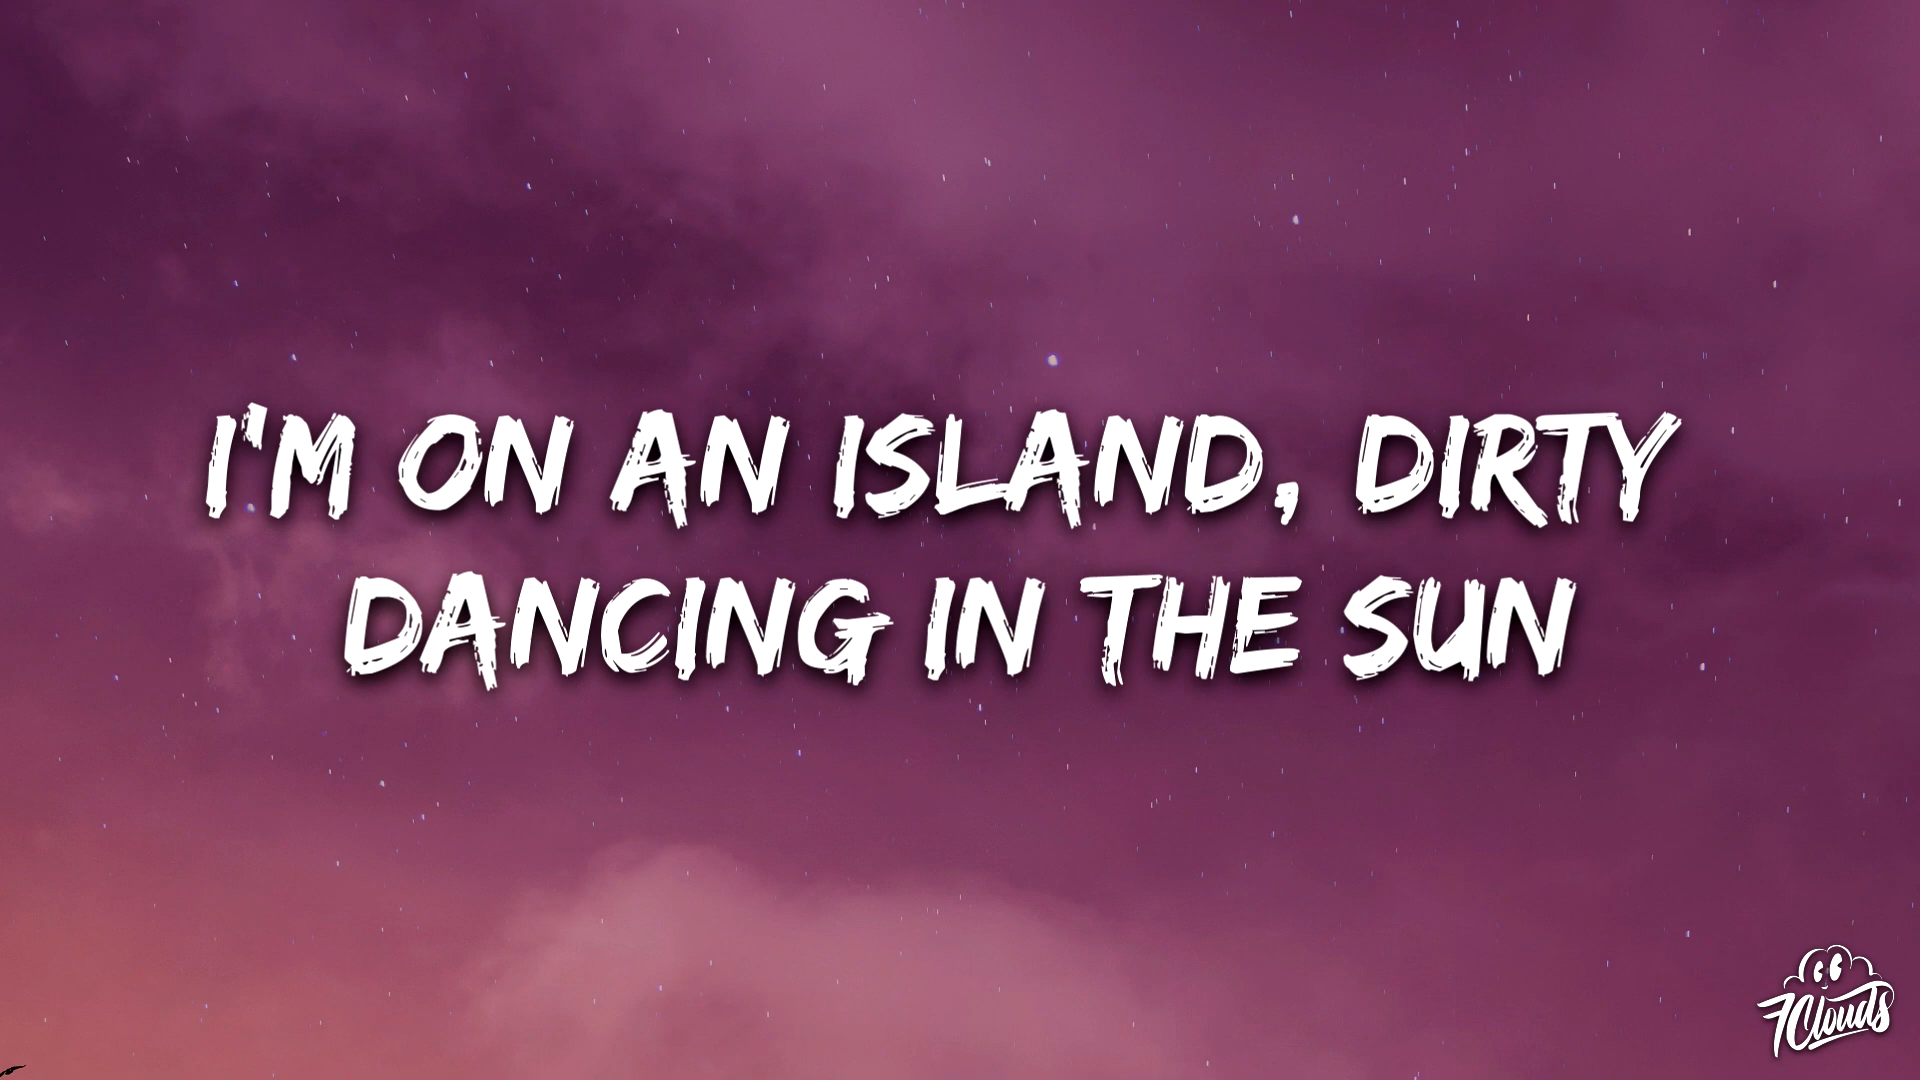 I'M ON AN ISLAND, DIRTY
DANCING IN THE SUN
7Clouds